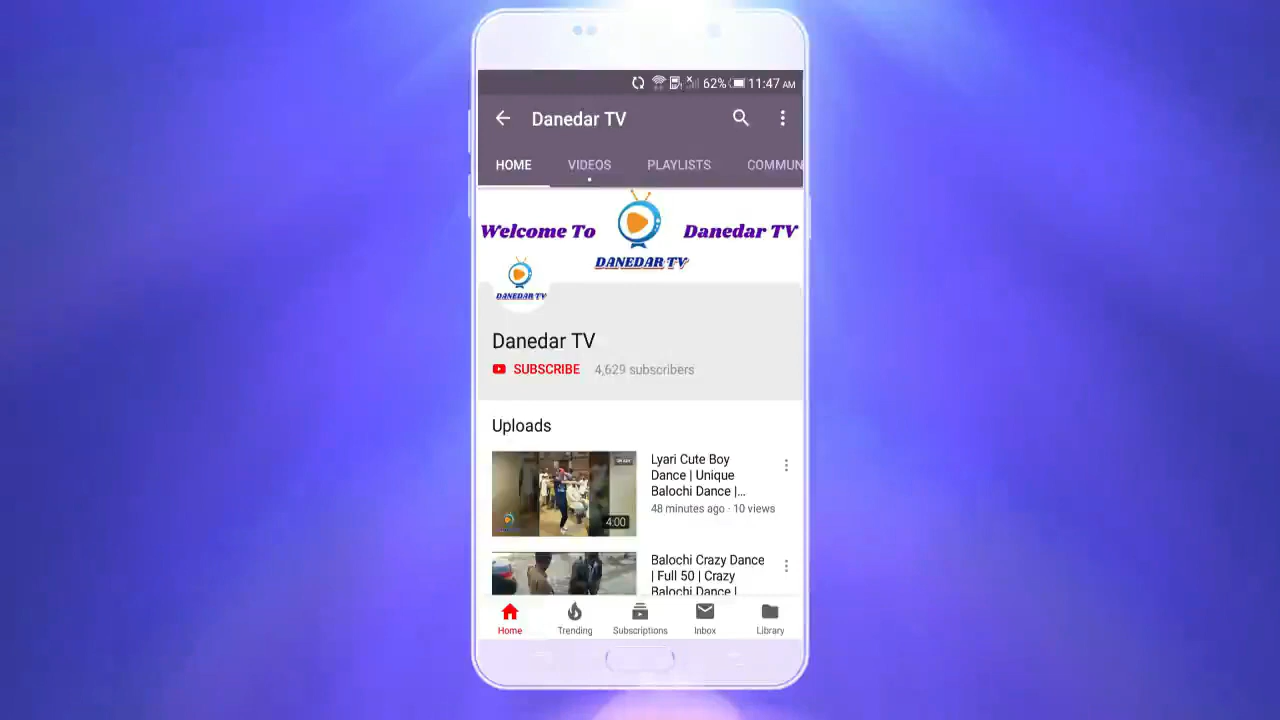 62% 11:47 AM
Danedar TV
HOME VIDEOS PLAYLISTS COMMUN
Welcome To DANEDAR TV Danedar TV
DANEDAR TV
Danedar TV
SUBSCRIBE 4,629 subscribers
Uploads
Lyari Cute Boy
Dance | Unique
Balochi Dance |...
48 minutes ago · 10 views
4:00
Balochi Crazy Dance
| Full 50 | Crazy
Balochi Dance |
Home Trending Subscriptions Inbox Library